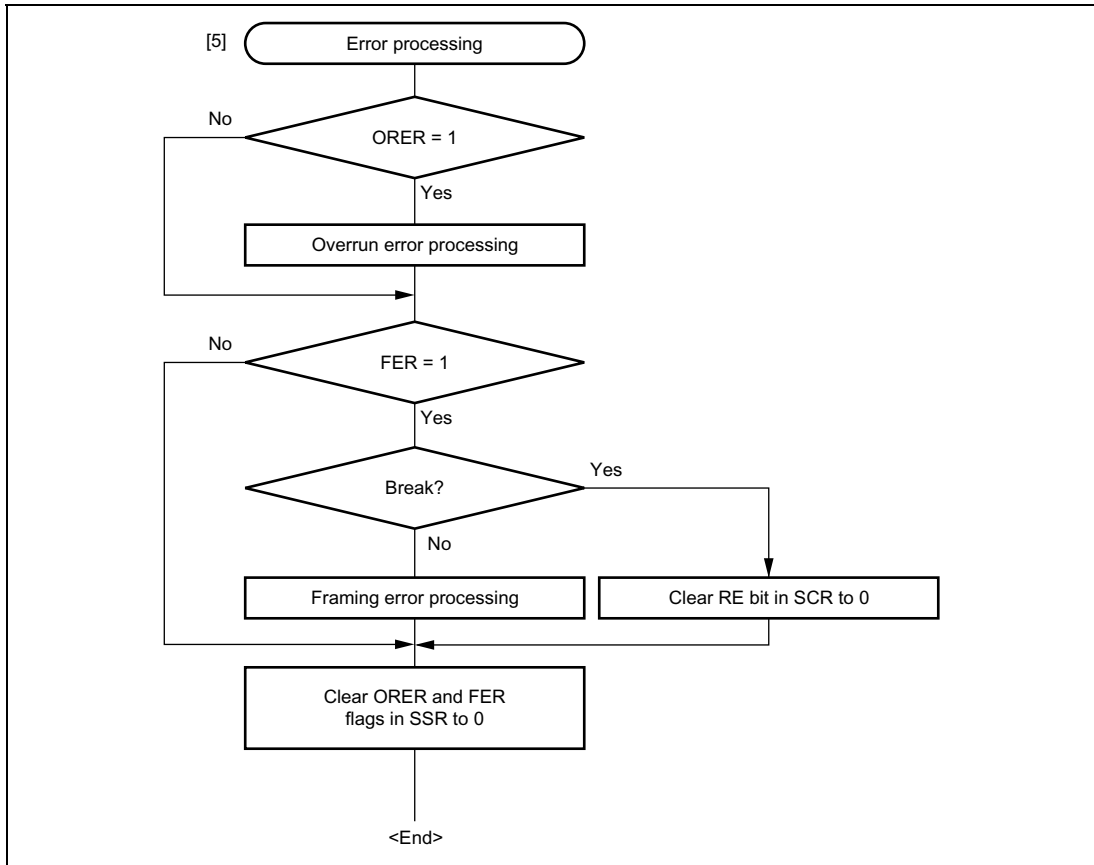 [5]
Error processing
No
ORER = 1
Yes
Overrun error processing
No
FER = 1
Yes
Break?
Yes
No
Framing error processing
Clear RE bit in SCR to 0
Clear ORER and FER
flags in SSR to 0
<End>